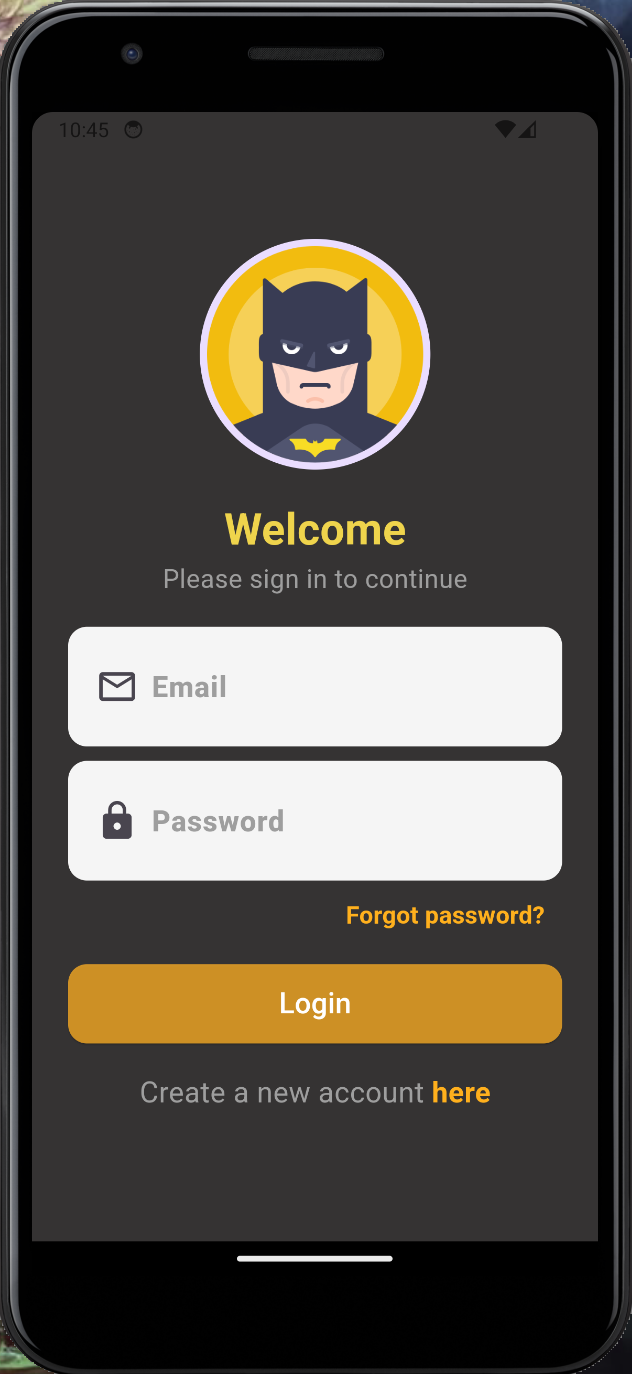 10:45
Welcome
Please sign in to continue
Email
Password
Forgot password?
Login
Create a new account here